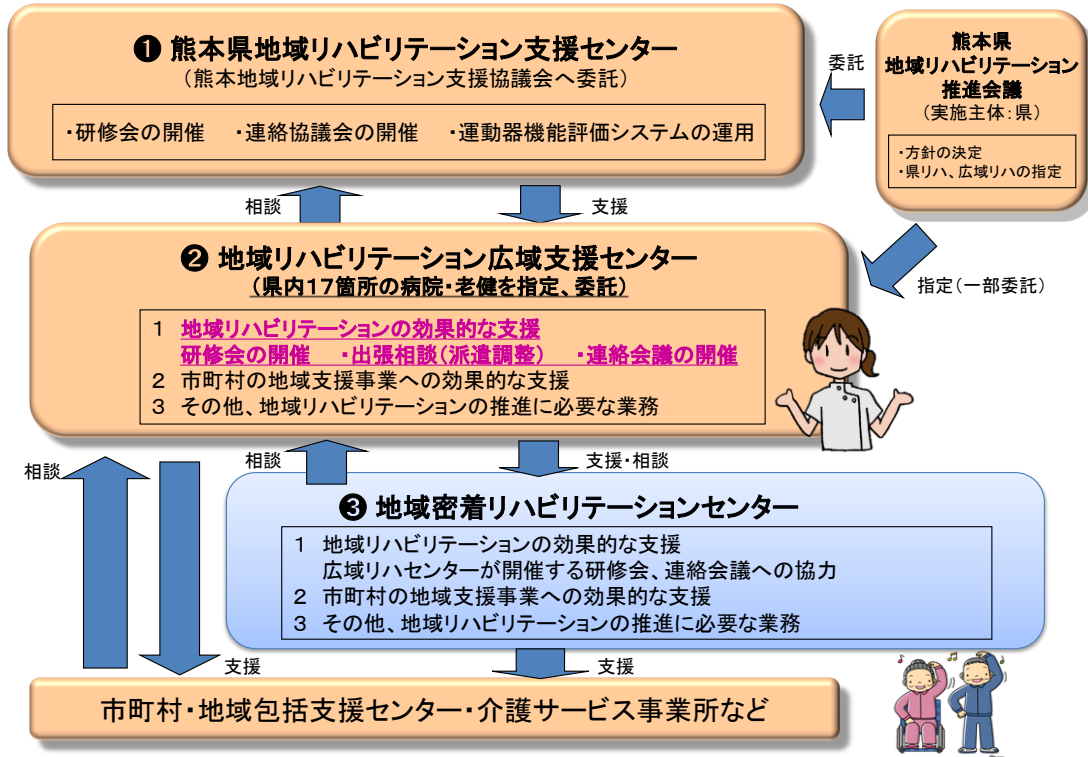 ❶ 熊本県地域リハビリテーション支援センター
(熊本地域リハビリテーション支援協議会へ委託)
・研修会の開催 ・連絡協議会の開催 ・運動器機能評価システムの運用
委託
熊本県
地域リハビリテーション
推進会議
(実施主体:県)
・方針の決定
・県リハ、広域リハの指定
相談
支援
指定(一部委託)
❷ 地域リハビリテーション広域支援センター
(県内17箇所の病院・老健を指定、委託)
1 地域リハビリテーションの効果的な支援
研修会の開催 ・出張相談(派遣調整) ・連絡会議の開催
2 市町村の地域支援事業への効果的な支援
3 その他、地域リハビリテーションの推進に必要な業務
相談
相談
支援・相談
❸ 地域密着リハビリテーションセンター
1 地域リハビリテーションの効果的な支援
広域リハセンターが開催する研修会、連絡会議への協力
2 市町村の地域支援事業への効果的な支援
3 その他、地域リハビリテーションの推進に必要な業務
支援
支援
市町村・地域包括支援センター・介護サービス事業所など